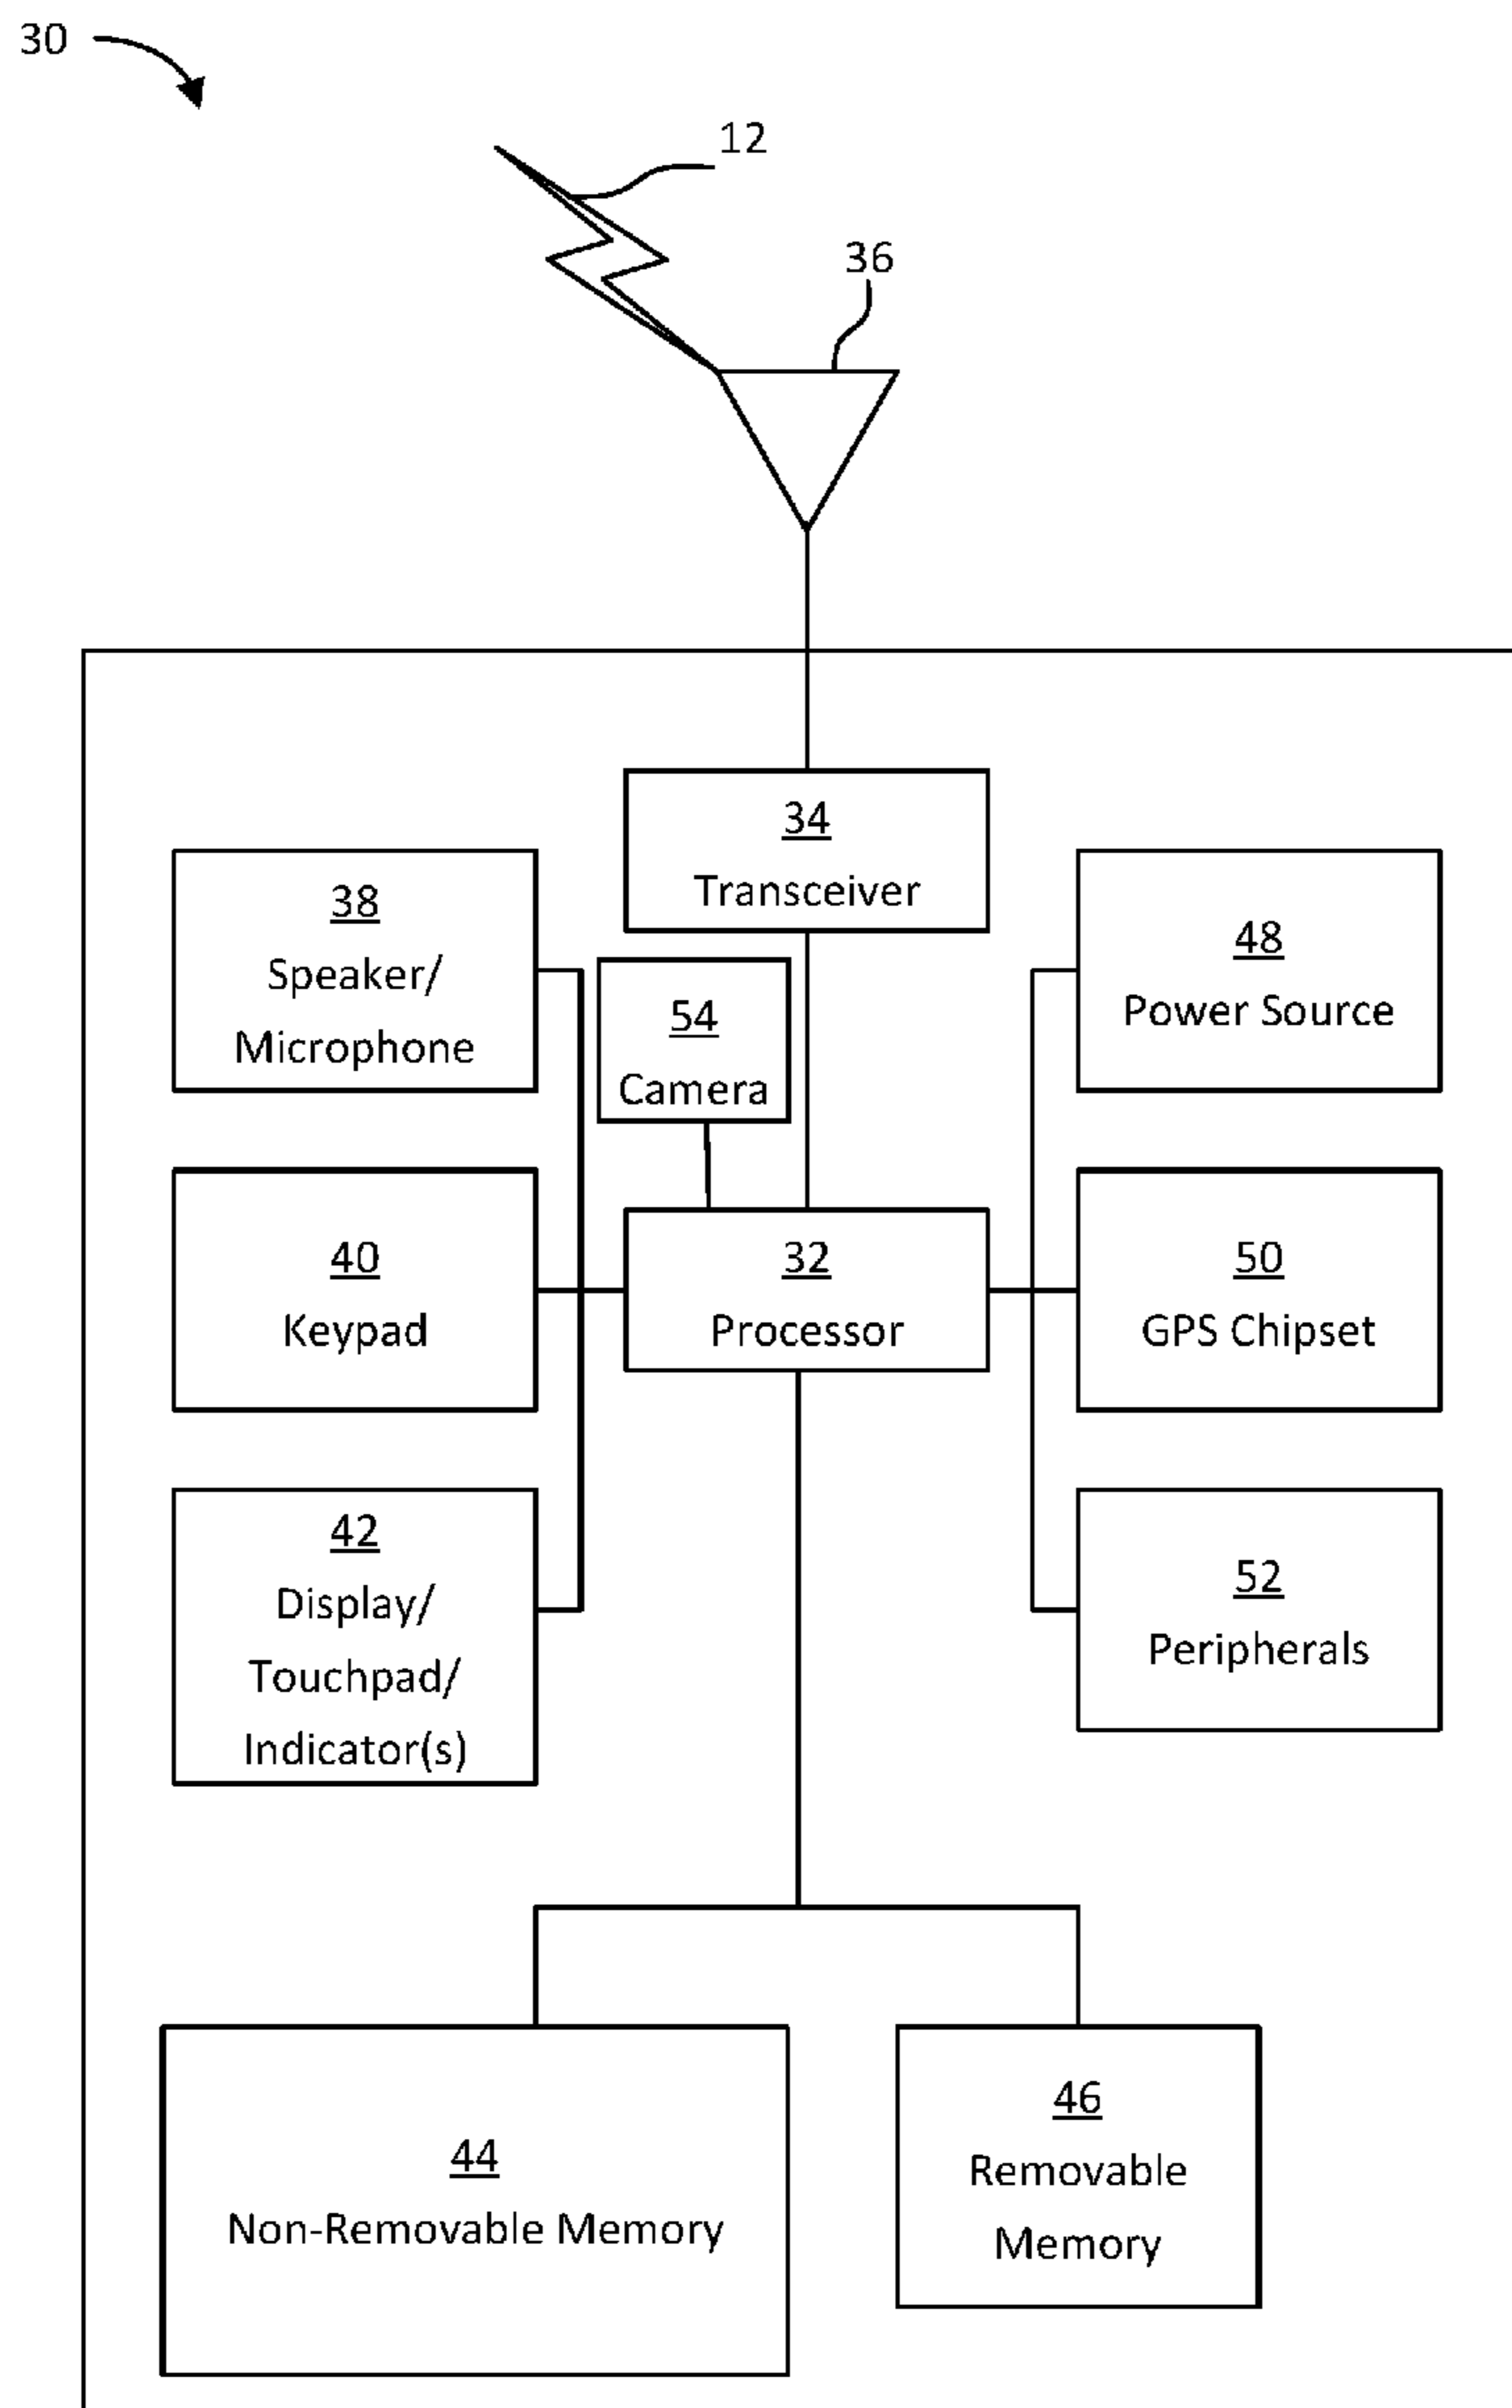 30
12
36
34
Transceiver
38
Speaker/
Microphone
54
Camera
48
Power Source
40
Keypad
32
Processor
50
GPS Chipset
42
Display/
Touchpad/
Indicator(s)
52
Peripherals
44
Non-Removable Memory
46
Removable
Memory